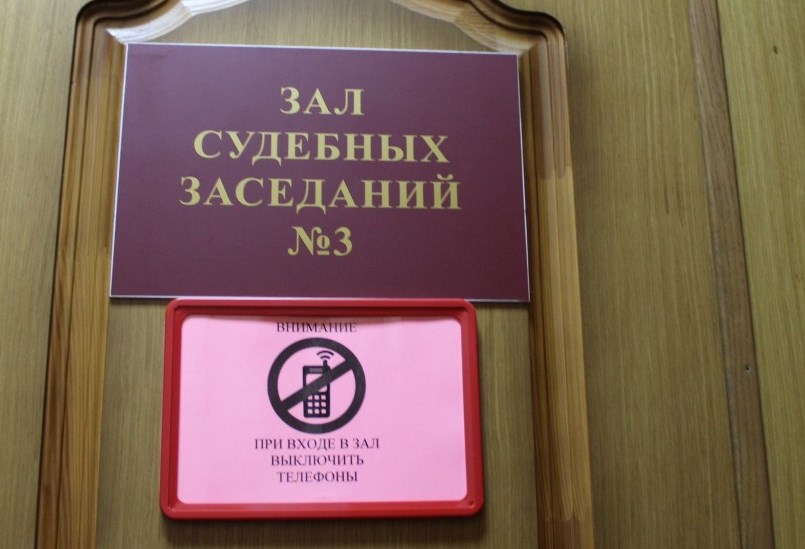 ЗАЛ
СУДЕБНЫХ
ЗАСЕДАНИЙ
№3
ВНИМАНИЕ
ПРИ ВХОДЕ В ЗАЛ
ВЫКЛЮЧИТЬ
ТЕЛЕФОНЫ